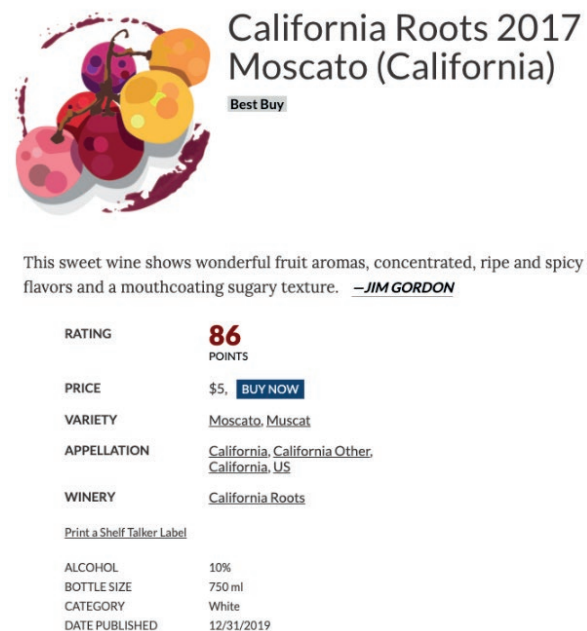 California Roots 2017
Moscato (California)
Best Buy
This sweet wine shows wonderful fruit aromas, concentrated, ripe and spicy
flavors and a mouthcoating sugary texture. —JIM GORDON
RATING 86
POINTS
PRICE $5, BUY NOW
VARIETY Moscato, Muscat
APPELLATION California, California Other,
California, US
WINERY California Roots
Print a Shelf Talker Label
ALCOHOL 10%
BOTTLE SIZE 750 ml
CATEGORY White
DATE PUBLISHED 12/31/2019